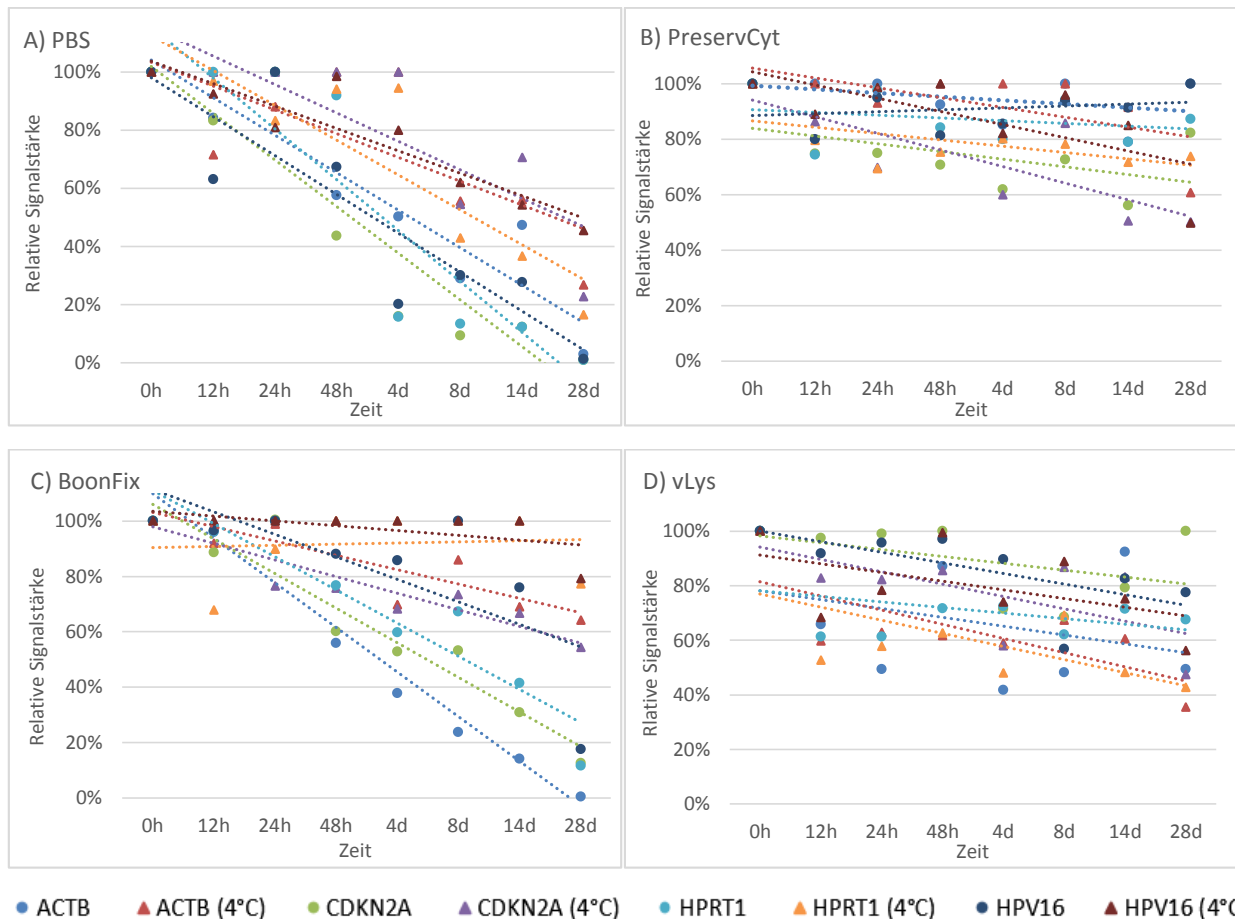 A) PBS
Relative Signalstärke
100%
80%
60%
40%
20%
0%
0h 12h 24h 48h 4d 8d 14d 28d
Zeit
B) PreservCyt
Relative Signalstärke
100%
80%
60%
40%
20%
0%
0h 12h 24h 48h 4d 8d 14d 28d
Zeit
C) BoonFix
Relative Signalstärke
100%
80%
60%
40%
20%
0%
0h 12h 24h 48h 4d 8d 14d 28d
Zeit
D) vLys
Rlative Signalstärke
100%
80%
60%
40%
20%
0%
0h 12h 24h 48h 4d 8d 14d 28d
Zeit
ACTB ACTB (4°C) CDKN2A CDKN2A (4°C) HPRT1 HPRT1 (4°C) HPV16 HPV16 (4°C